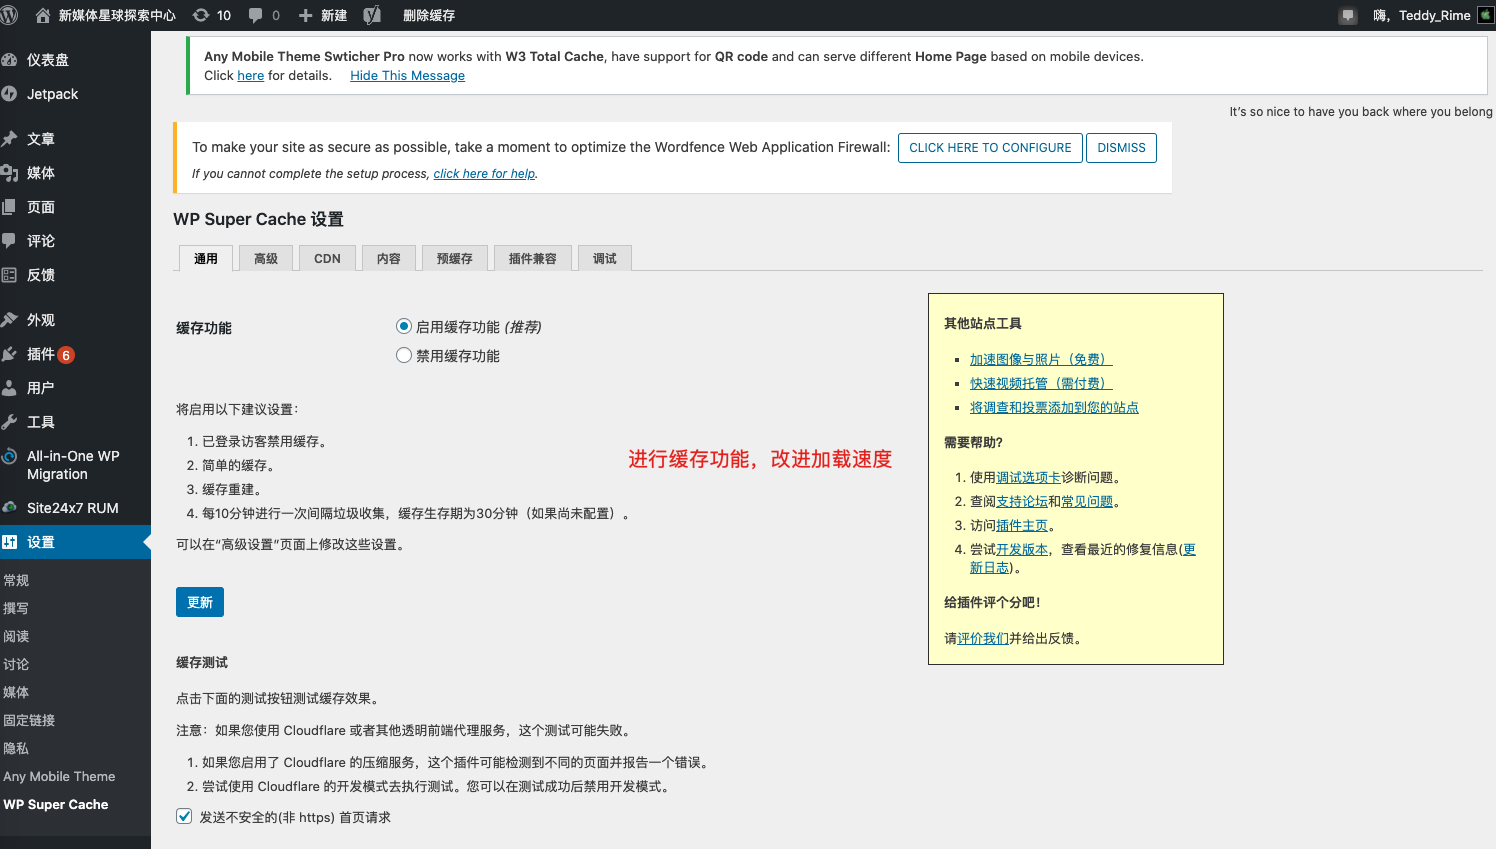 新媒体星球探索中心 10 0 新建 删除缓存 嗨，Teddy_Rime
仪表盘
Jetpack
文章
媒体
页面
评论
反馈
外观
插件 6
用户
工具
All-in-One WP
Migration
Site24x7 RUM
设置
常规
撰写
阅读
讨论
媒体
固定链接
隐私
Any Mobile Theme
WP Super Cache
Any Mobile Theme Swticher Pro now works with W3 Total Cache, have support for QR code and can serve different Home Page based on mobile devices.
Click here for details. Hide This Message
It's so nice to have you back where you belong
To make your site as secure as possible, take a moment to optimize the Wordfence Web Application Firewall: CLICK HERE TO CONFIGURE DISMISS
If you cannot complete the setup process, click here for help.
WP Super Cache 设置
通用 高级 CDN 内容 预缓存 插件兼容 调试
缓存功能
启用缓存功能 (推荐)
禁用缓存功能
将启用以下建议设置：
1. 已登录访客禁用缓存。
2. 简单的缓存。
3. 缓存重建。
4. 每10分钟进行一次间隔垃圾收集，缓存生存期为30分钟（如果尚未配置）。
可以在“高级设置”页面上修改这些设置。
进行缓存功能，改进加载速度
更新
缓存测试
点击下面的测试按钮测试缓存效果。
注意：如果您使用 Cloudflare 或者其他透明前端代理服务，这个测试可能失败。
1. 如果您启用了 Cloudflare 的压缩服务，这个插件可能检测到不同的页面并报告一个错误。
2. 尝试使用 Cloudflare 的开发模式去执行测试。您可以在测试成功后禁用开发模式。
发送不安全的(非 https) 首页请求
其他站点工具
加速图像与照片（免费）
快速视频托管（需付费）
将调查和投票添加到您的站点
需要帮助?
1. 使用调试选项卡诊断问题。
2. 查阅支持论坛和常见问题。
3. 访问插件主页。
4. 尝试开发版本，查看最近的修复信息(更
新日志)。
给插件评个分吧！
请评价我们并给出反馈。